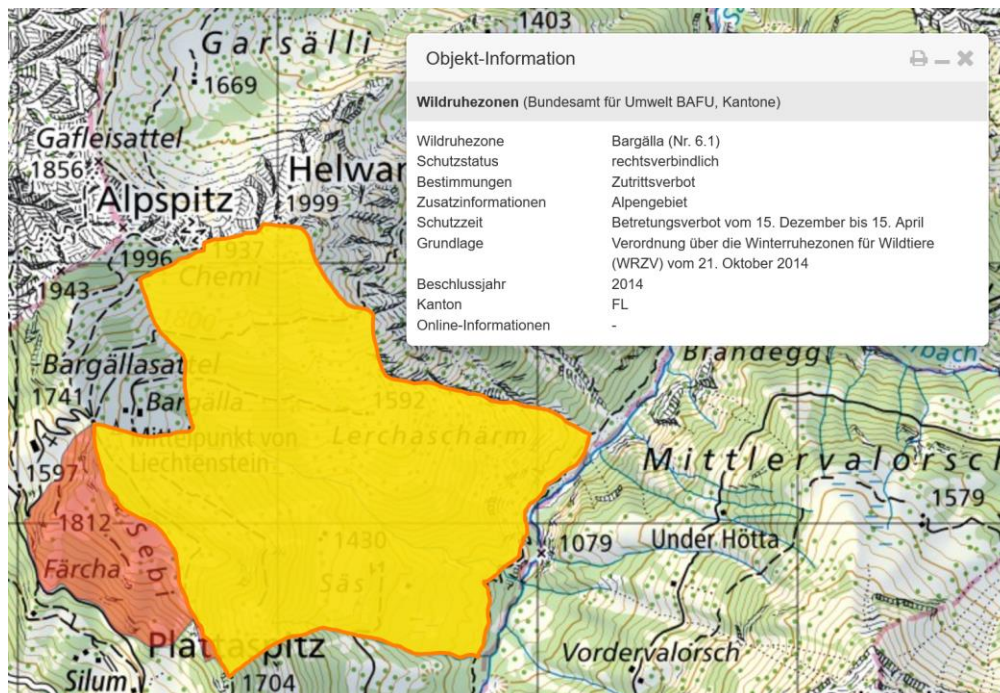 1403
Garsälli
1669
Gafleisattel
1856
Helwan
Alpspitz
1999
1937
1996
Chemi
1943
1800
Bargällasattel
Bargälla
1741
1592
Mittelpunkt von
Liechtenstein
Lerchaschärm
1597
1812
Sebi
Färcha
1430
Säs
Plattaspitz
Silum
1704
Objekt-Information
Wildruhezonen (Bundesamt für Umwelt BAFU, Kantone)
Wildruhezone Bargälla (Nr. 6.1)
Schutzstatus rechtsverbindlich
Bestimmungen Zutrittsverbot
Zusatzinformationen Alpengebiet
Schutzzeit Betretungsverbot vom 15. Dezember bis 15. April
Grundlage Verordnung über die Winterruhezonen für Wildtiere
(WRZV) vom 21. Oktober 2014
Beschlussjahr 2014
Kanton FL
Online-Informationen -
Brandegg
rbach
Mittlervalorsch
1579
1079
Under Hötta
Vordervalorsch